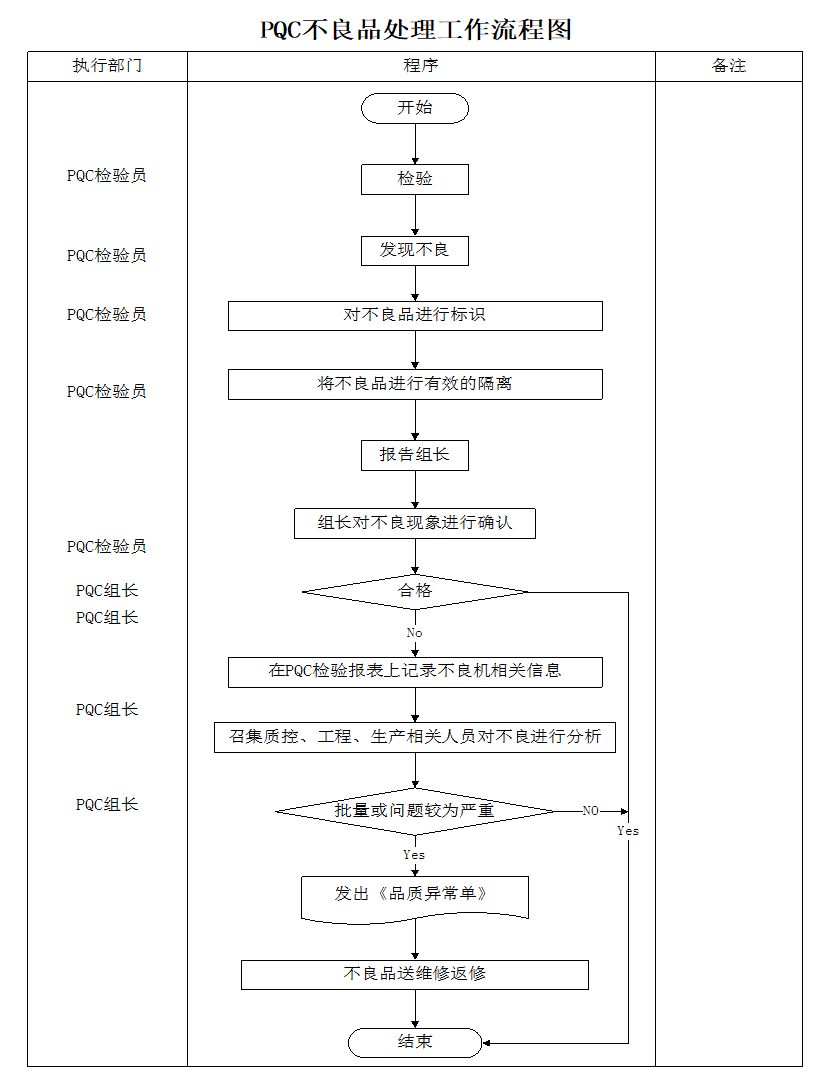 PQC不良品处理工作流程图
执行部门
程序
备注
开始
PQC检验员
检验
PQC检验员
发现不良
PQC检验员
对不良品进行标识
PQC检验员
将不良品进行有效的隔离
报告组长
组长对不良现象进行确认
PQC检验员
PQC组长
合格
PQC组长
No
在PQC检验报表上记录不良机相关信息
PQC组长
召集质控、工程、生产相关人员对不良进行分析
PQC组长
批量或问题较为严重
NO
Yes
Yes
发出《品质异常单》
不良品送维修返修
结束